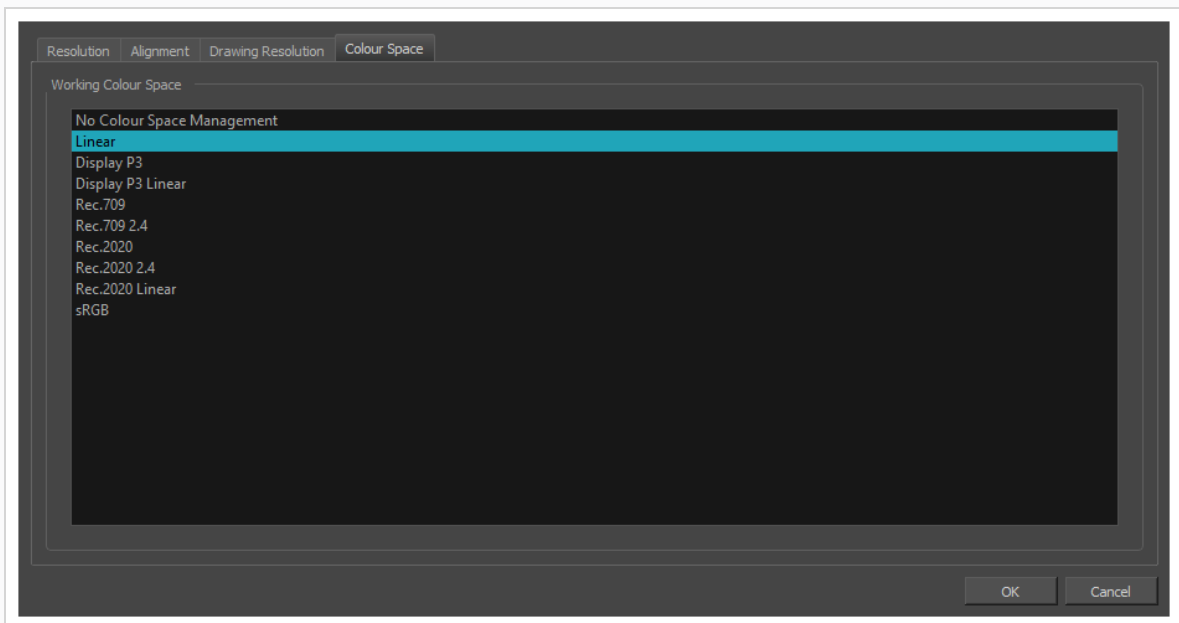 Resolution Alignment Drawing Resolution Colour Space
Working Colour Space
No Colour Space Management
Linear
Display P3
Display P3 Linear
Rec.709
Rec.709 2.4
Rec.2020
Rec.2020 2.4
Rec.2020 Linear
sRGB
OK Cancel